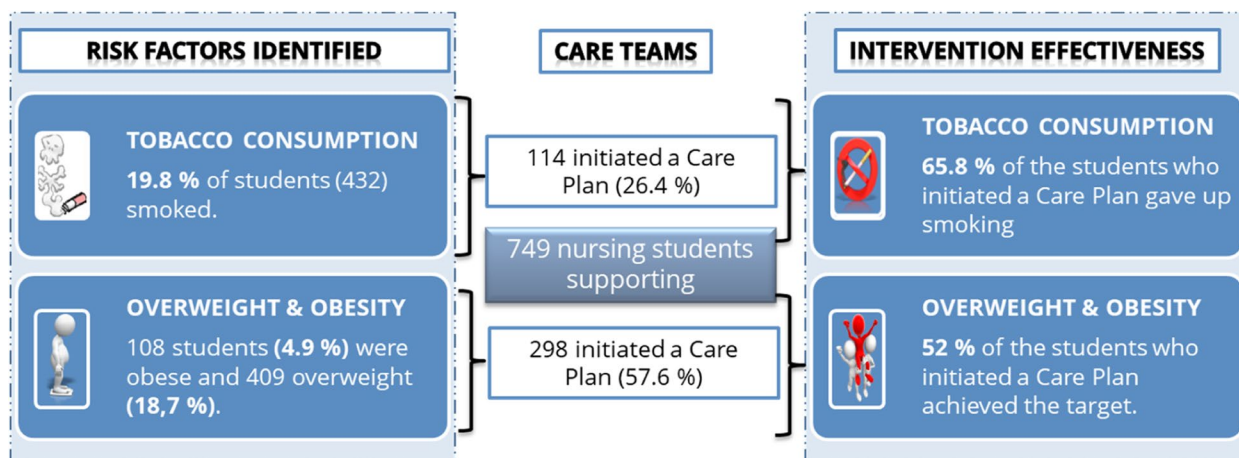 RISK FACTORS IDENTIFIED
TOBACCO CONSUMPTION
19.8 % of students (432)
smoked.
OVERWEIGHT & OBESITY
108 students (4.9 %) were
obese and 409 overweight
(18,7 %).
CARE TEAMS
114 initiated a Care
Plan (26.4 %)
749 nursing students
supporting
298 initiated a Care
Plan (57.6 %)
INTERVENTION EFFECTIVENESS
TOBACCO CONSUMPTION
65.8 % of the students who
initiated a Care Plan gave up
smoking
OVERWEIGHT & OBESITY
52 % of the students who
initiated a Care Plan
achieved the target.